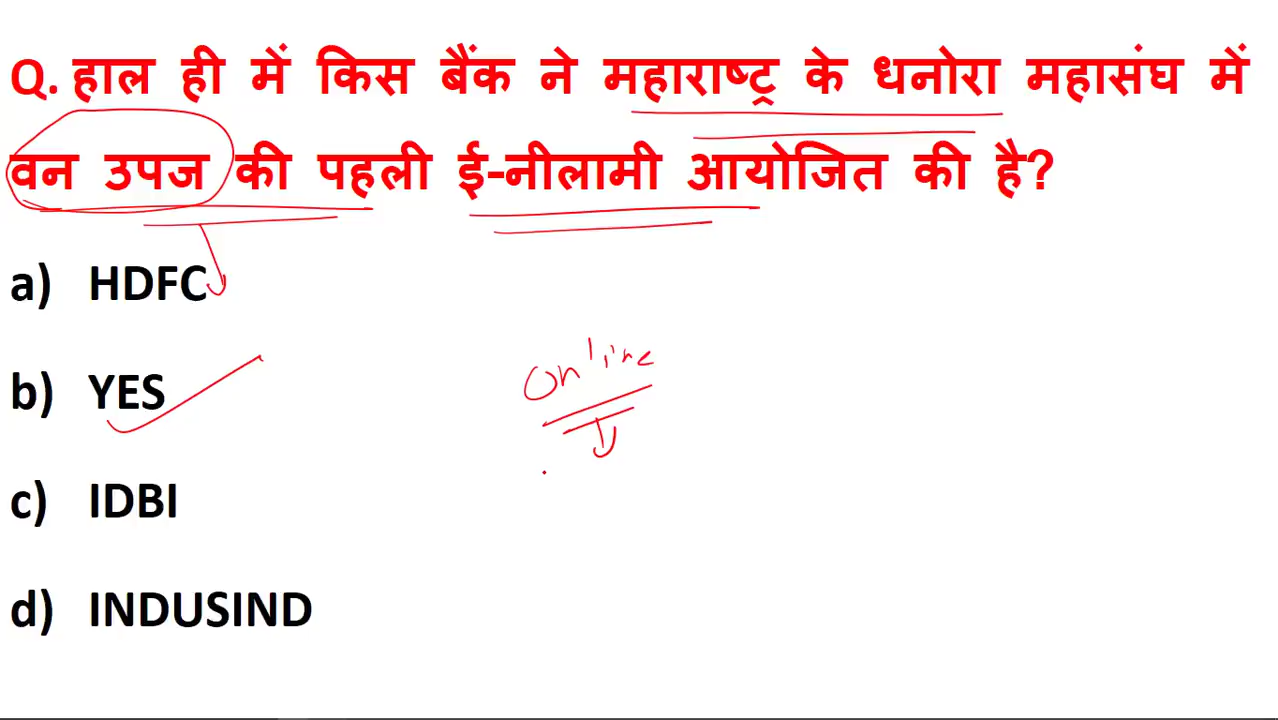 Q. हाल ही में किस बैंक ने महाराष्ट्र के धनोरा महासंघ में
वन उपज की पहली ई-नीलामी आयोजित की है?
a) HDFC
b) YES
online
c) IDBI
d) INDUSIND